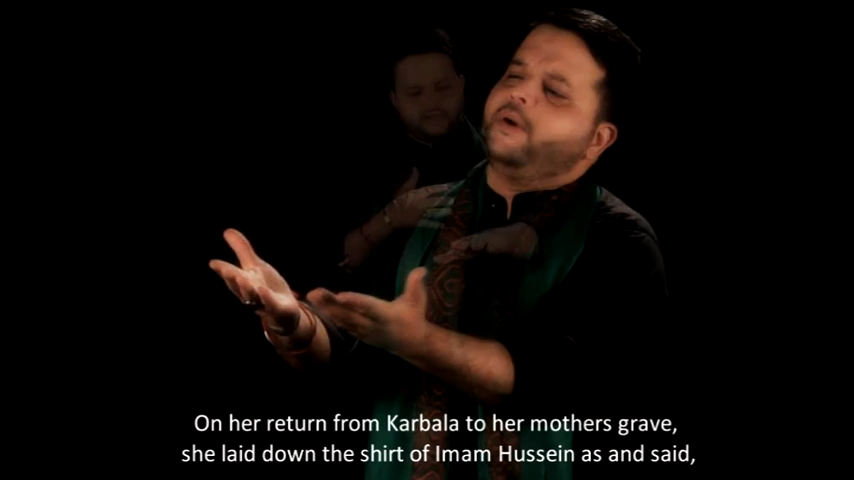 On her return from Karbala to her mothers grave,
she laid down the shirt of Imam Hussein as and said,